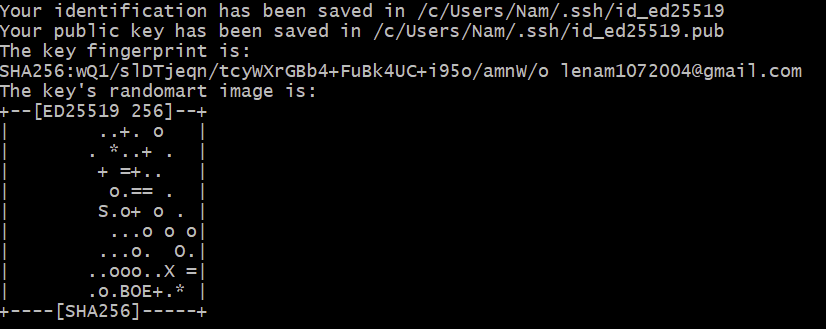 Your identification has been saved in /c/Users/Nam/.ssh/id_ed25519
Your public key has been saved in /c/Users/Nam/.ssh/id_ed25519.pub
The key fingerprint is:
SHA256:wQ1/slDTjeqn/tcyWXrGBb4+FuBk4UC+i95o/amnW/o lenam1072004@gmail.com
The key's randomart image is:
+--[ED25519 256]--+
|         ..+. o   |
|        . *..+ .  |
|         + =+..   |
|          o.== .  |
|         S.o+ o . |
|          ...o o o|
|         ...o.  O.|
|        ..ooo..X =|
|        .o.BOE+.* |
+----[SHA256]-----+